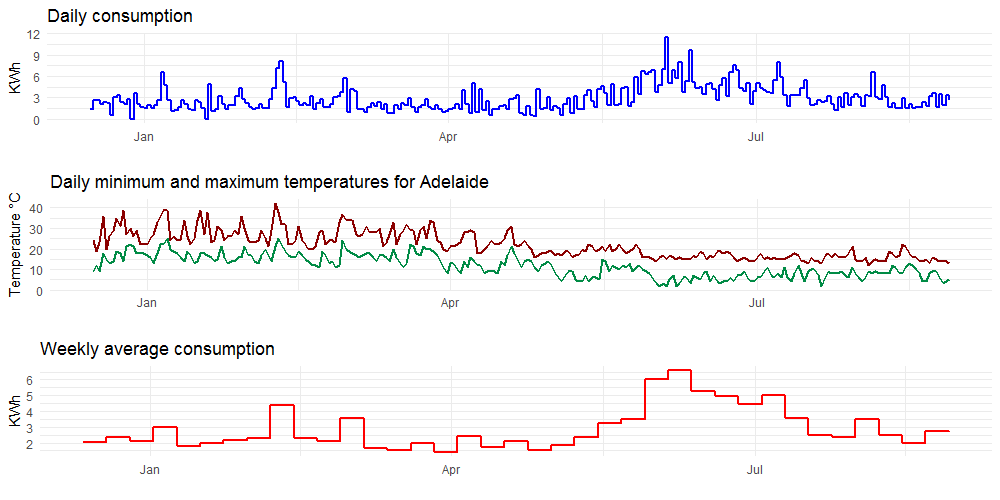 Daily consumption
KWh
12
9
6
3
0
Jan Apr Jul
Daily minimum and maximum temperatures for Adelaide
Temperature °C
40
30
20
10
0
Jan Apr Jul
Weekly average consumption
KWh
6
5
4
3
2
Jan Apr Jul